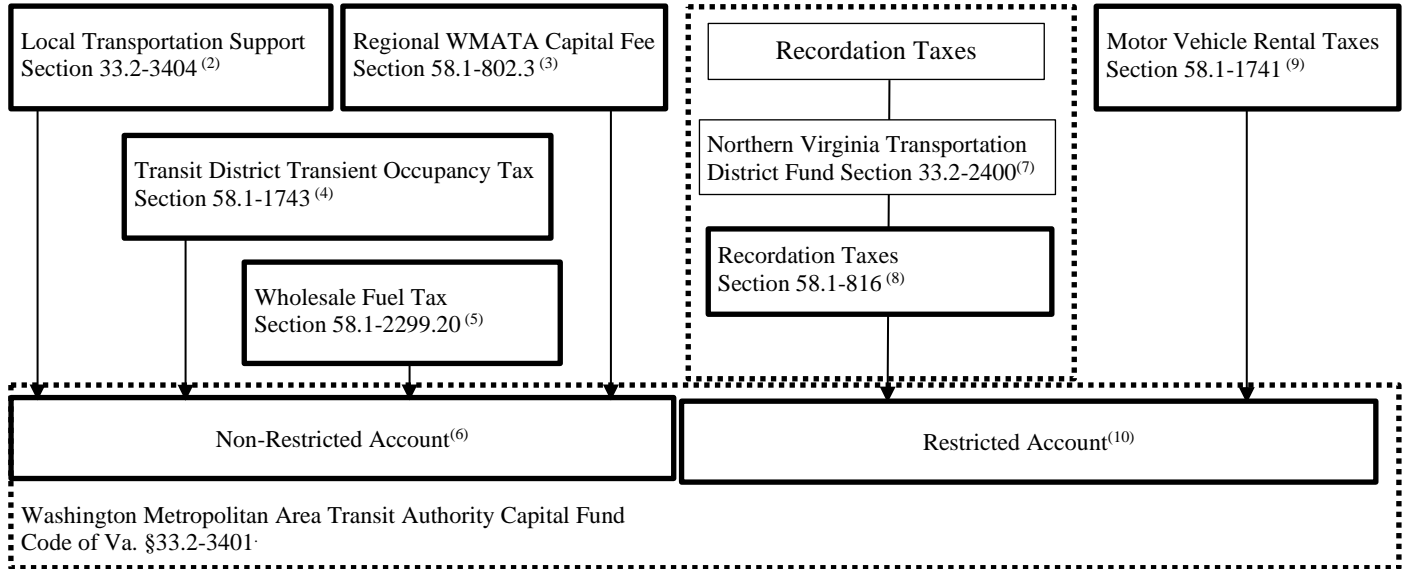 Local Transportation Support
Section 33.2-3404 (2)
Regional WMATA Capital Fee
Section 58.1-802.3 (3)
Recordation Taxes
Motor Vehicle Rental Taxes
Section 58.1-1741 (9)
Transit District Transient Occupancy Tax
Section 58.1-1743 (4)
Northern Virginia Transportation
District Fund Section 33.2-2400(7)
Recordation Taxes
Section 58.1-816 (8)
Wholesale Fuel Tax
Section 58.1-2299.20 (5)
Non-Restricted Account(6)
Restricted Account(10)
Washington Metropolitan Area Transit Authority Capital Fund
Code of Va. §33.2-3401.